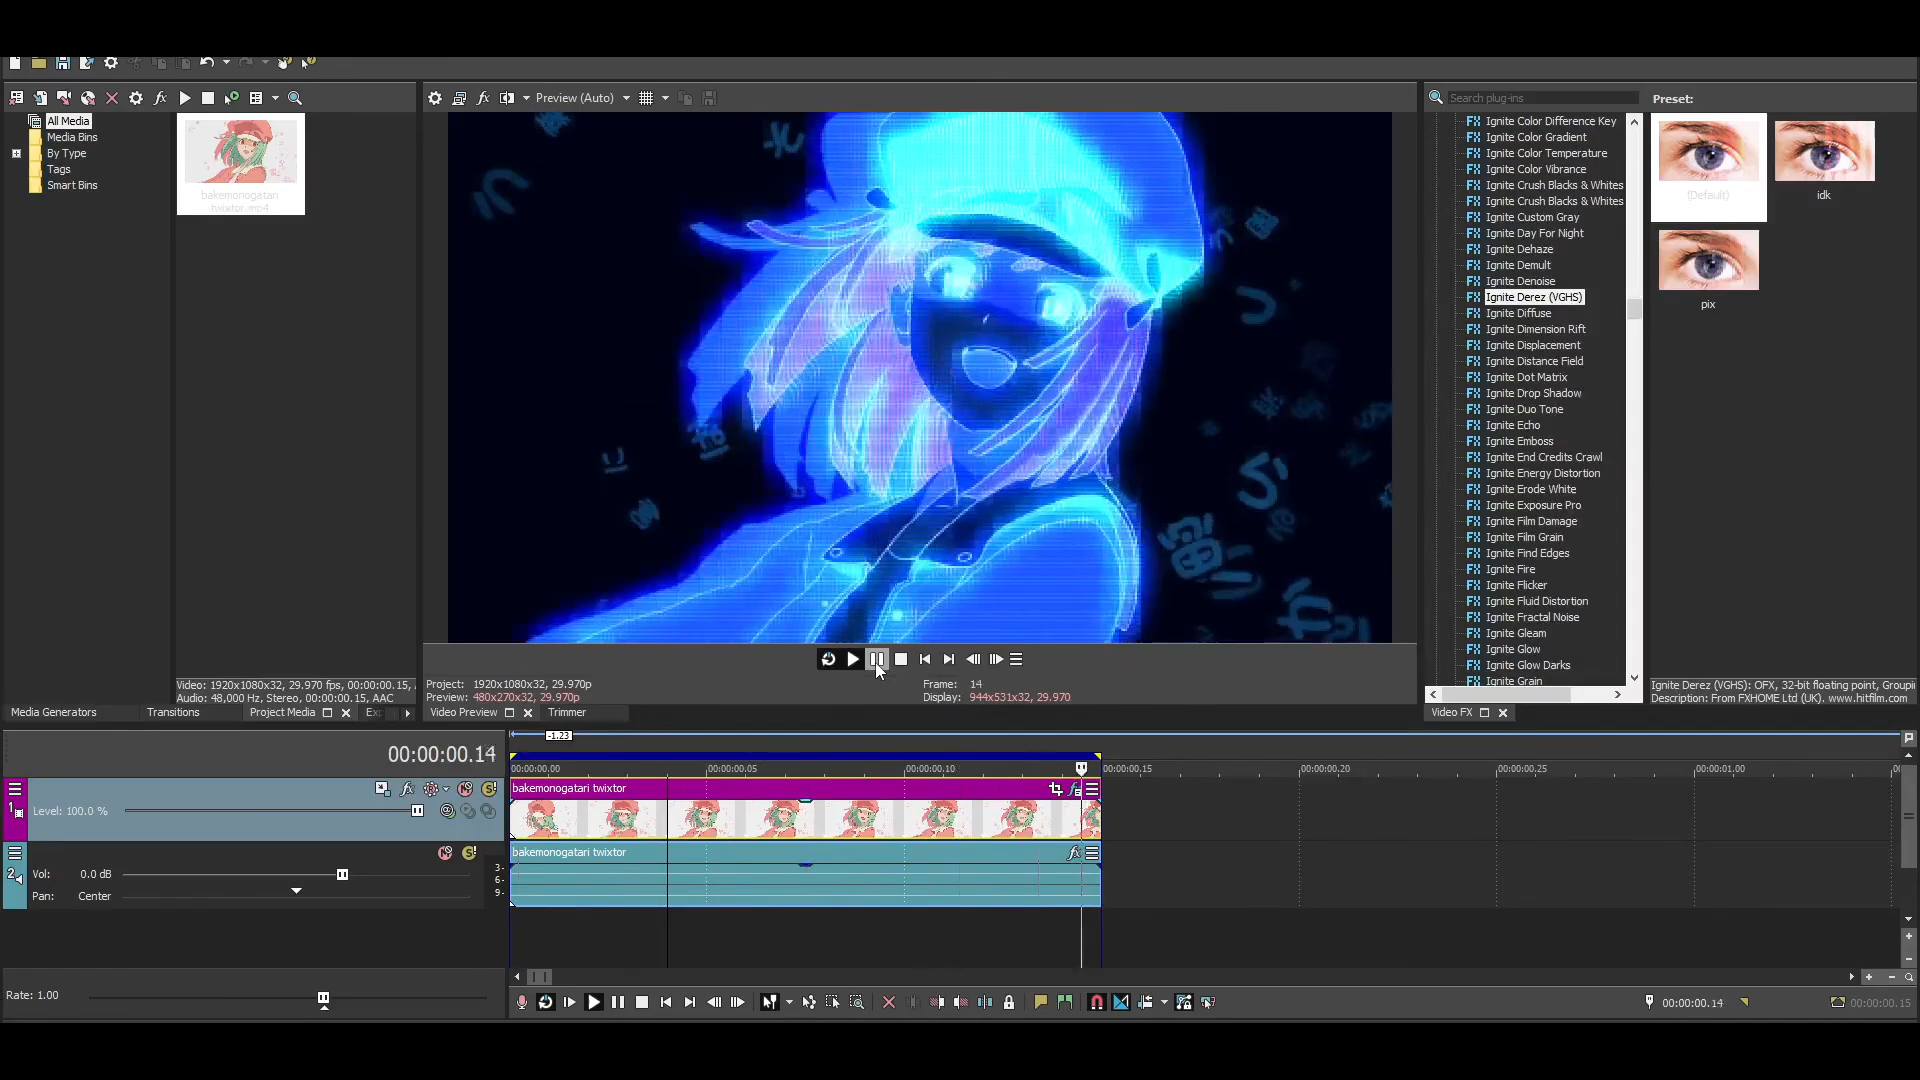 Preview (Auto)
Search plug-ins
Preset:
All Media
Media Bins
By Type
Tags
Smart Bins
bakemonogatari
twixtor.mp4
Ignite Color Difference Key
Ignite Color Gradient
Ignite Color Temperature
Ignite Color Vibrance
Ignite Crush Blacks & Whites
Ignite Crush Blacks & Whites
Ignite Custom Gray
Ignite Day For Night
Ignite Dehaze
Ignite Demult
Ignite Denoise
Ignite Derez (VGHS)
Ignite Diffuse
Ignite Dimension Rift
Ignite Displacement
Ignite Distance Field
Ignite Dot Matrix
Ignite Drop Shadow
Ignite Duo Tone
Ignite Echo
Ignite Emboss
Ignite End Credits Crawl
Ignite Energy Distortion
Ignite Erode White
Ignite Exposure Pro
Ignite Film Damage
Ignite Film Grain
Ignite Find Edges
Ignite Fire
Ignite Flicker
Ignite Fluid Distortion
Ignite Fractal Noise
Ignite Gleam
Ignite Glow
Ignite Glow Darks
Ignite Grain
(Default)
idk
pix
Video: 1920x1080x32, 29.970 fps, 00:00:00.15, 
Audio: 48,000 Hz, Stereo, 00:00:00.15, AAC
Project: 1920x1080x32, 29.970p
Preview: 480x270x32, 29.970p
Frame: 14
Display: 944x531x32, 29.970
Ignite Derez (VGHS): OFX, 32-bit floating point, Groupin
Description: From FXHOME Ltd (UK). www.hitfilm.com
Media Generators
Transitions
Project Media
Video Preview
Trimmer
Video FX
-1.23
00:00:00.14
00:00:00.00
00:00:00.05
00:00:00.10
00:00:00.15
00:00:00.20
00:00:00.25
00:00:01.00
1
Level: 100.0 %
bakemonogatari twixtor
2
Vol: 0.0 dB
Pan: Center
3
6
9
bakemonogatari twixtor
Rate: 1.00
00:00:00.14
00:00:00.15